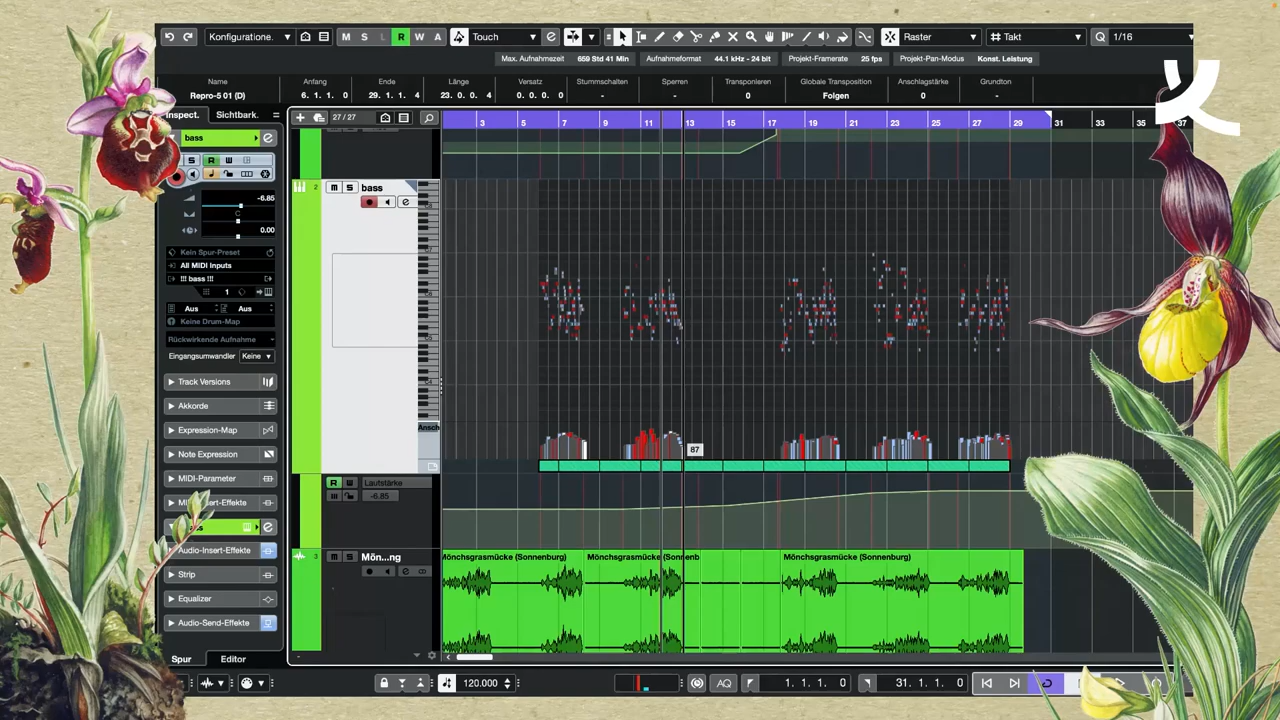 Konfiguratione.
M S L R W A
Touch
Raster
Takt
Q 1/16
Max. Aufnahmezeit 659 Std 41 Min
Aufnahmeformat 44.1 kHz - 24 bit
Projekt-Framerate 25 fps
Projekt-Pan-Modus Konst. Leistung
Name Anfang Ende Länge Versatz Stummschalten Sperren Transponieren Globale Transposition Anschlagstärke Grundton
Repro-5 01 (D) 6. 1. 1. 0 29. 1. 1. 4 23. 0. 0. 4 0. 0. 0. 0 - - 0 Folgen 0 -
Inspect. Sichtbark.
27 / 27
3 5 7 9 11 13 15 17 19 21 23 25 27 29 31 33 35
bass
S R W
-6.85
C
0.00
Kein Spur-Preset
All MIDI Inputs
!!! bass !!!
1
Aus Aus
Keine Drum-Map
Rückwirkende Aufnahme
Eingangsumwandler Keine
Track Versions
Akkorde
Expression-Map
Note Expression
MIDI-Parameter
Audio-Insert-Effekte
Strip
Equalizer
Audio-Send-Effekte
Spur Editor
2 M S bass
Ansch
87
R W Lautstärke
-6.85
3 M S Mön...ng
Mönchsgrasmücke (Sonnenburg)
Mönchsgrasmücke (Sonnenb
Mönchsgrasmücke (Sonnenburg)
120.000
AQ
1. 1. 1. 0
31. 1. 1. 0